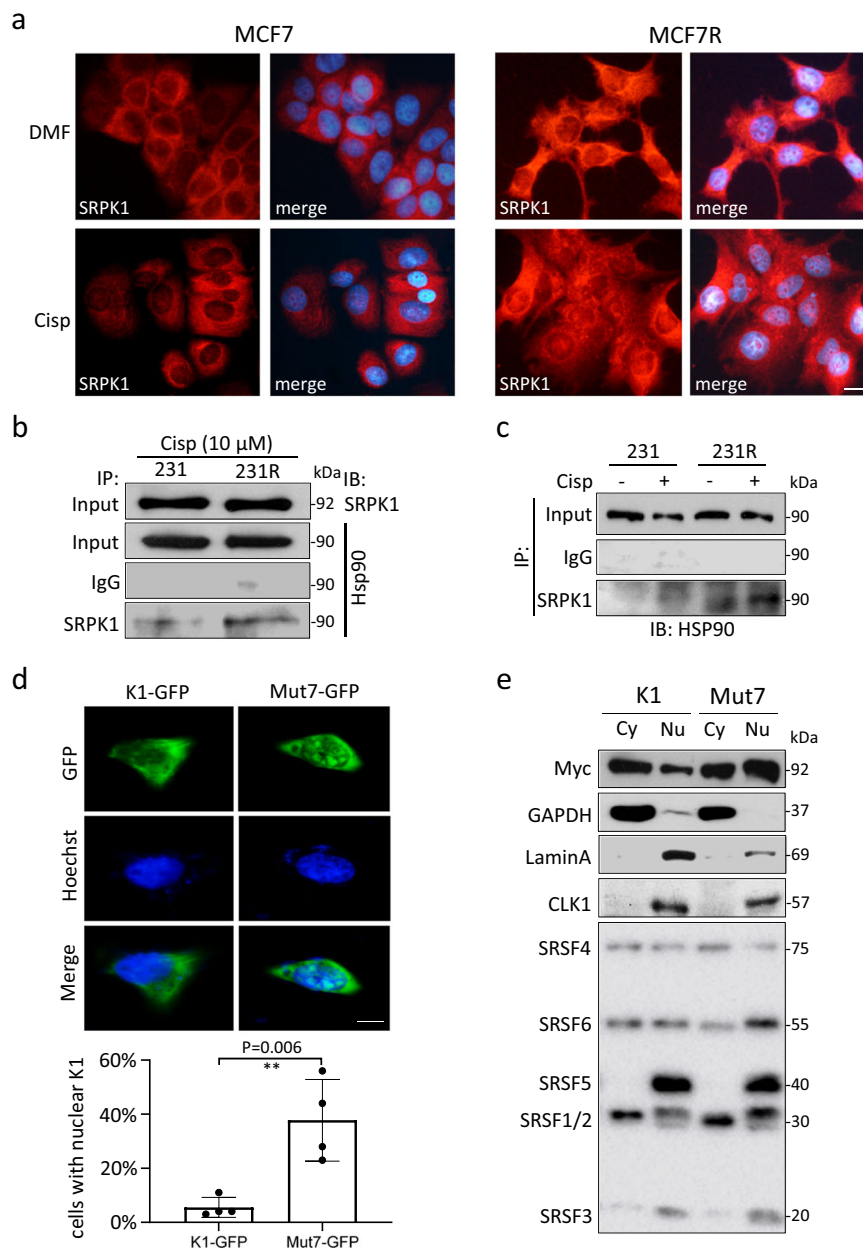 a
MCF7
MCF7R
DMF
SRPK1
merge
SRPK1
merge
Cisp
SRPK1
merge
SRPK1
merge
b
Cisp (10 μM)
IP:
231
231R
kDa
IB:
Input
-92
SRPK1
Input
-90
IgG
-90
SRPK1
-90
Hsp90
c
231
231R
Cisp
-
+
-
+
kDa
IP:
Input
-90
IgG
-90
SRPK1
-90
IB: HSP90
d
K1-GFP
Mut7-GFP
GFP
Hoechst
Merge
P=0.006
**
cells with nuclear K1
60%
40%
20%
0%
K1-GFP
Mut7-GFP
e
K1
Mut7
Cy
Nu
Cy
Nu
kDa
Myc
-92
GAPDH
-37
LaminA
-69
CLK1
-57
SRSF4
-75
SRSF6
-55
SRSF5
-40
SRSF1/2
-30
SRSF3
-20